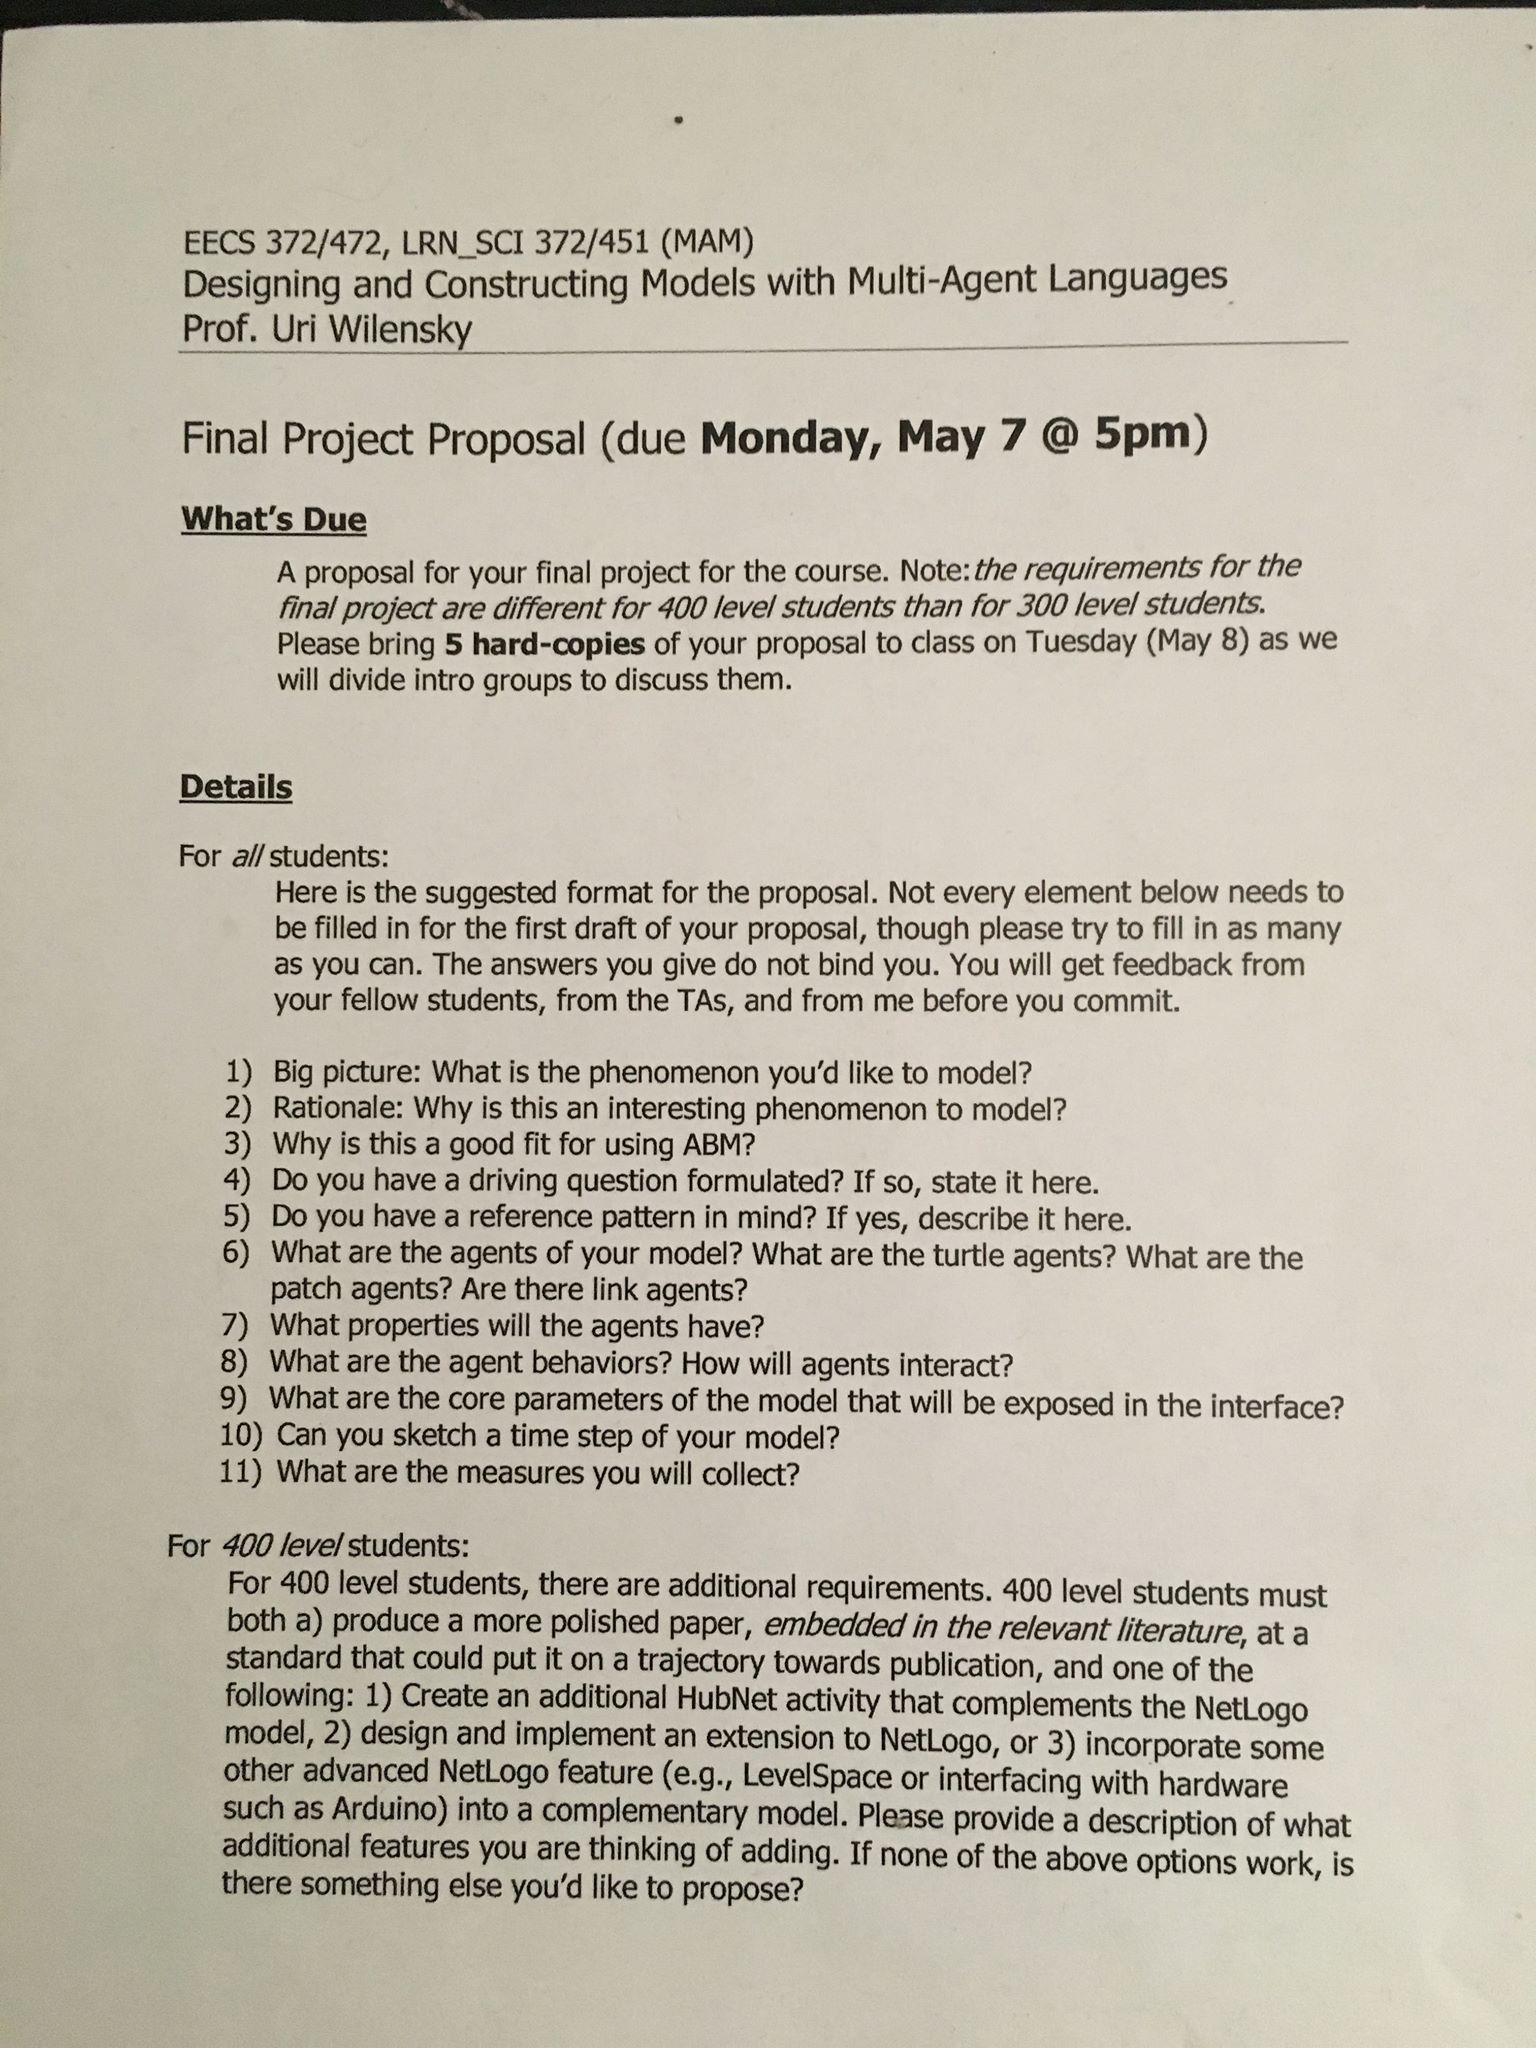 EECS 372/472, LRN_SCI 372/451 (MAM)
Designing and Constructing Models with Multi-Agent Languages
Prof. Uri Wilensky
Final Project Proposal (due Monday, May 7 @ 5pm)
What's Due
A proposal for your final project for the course. Note: the requirements for the
final project are different for 400 level students than for 300 level students.
Please bring 5 hard-copies of your proposal to class on Tuesday (May 8) as we
will divide intro groups to discuss them.
Details
For all students:
Here is the suggested format for the proposal. Not every element below needs to
be filled in for the first draft of your proposal, though please try to fill in as many
as you can. The answers you give do not bind you. You will get feedback from
your fellow students, from the TAs, and from me before you commit.
1) Big picture: What is the phenomenon you'd like to model?
2) Rationale: Why is this an interesting phenomenon to model?
3) Why is this a good fit for using ABM?
4) Do you have a driving question formulated? If so, state it here.
5) Do you have a reference pattern in mind? If yes, describe it here.
6) What are the agents of your model? What are the turtle agents? What are the
patch agents? Are there link agents?
7) What properties will the agents have?
8) What are the agent behaviors? How will agents interact?
9) What are the core parameters of the model that will be exposed in the interface?
10) Can you sketch a time step of your model?
11) What are the measures you will collect?
For 400 level students:
For 400 level students, there are additional requirements. 400 level students must
both a) produce a more polished paper, embedded in the relevant literature, at a
standard that could put it on a trajectory towards publication, and one of the
following: 1) Create an additional HubNet activity that complements the NetLogo
model, 2) design and implement an extension to NetLogo, or 3) incorporate some
other advanced NetLogo feature (e.g., LevelSpace or interfacing with hardware
such as Arduino) into a complementary model. Please provide a description of what
additional features you are thinking of adding. If none of the above options work, is
there something else you'd like to propose?